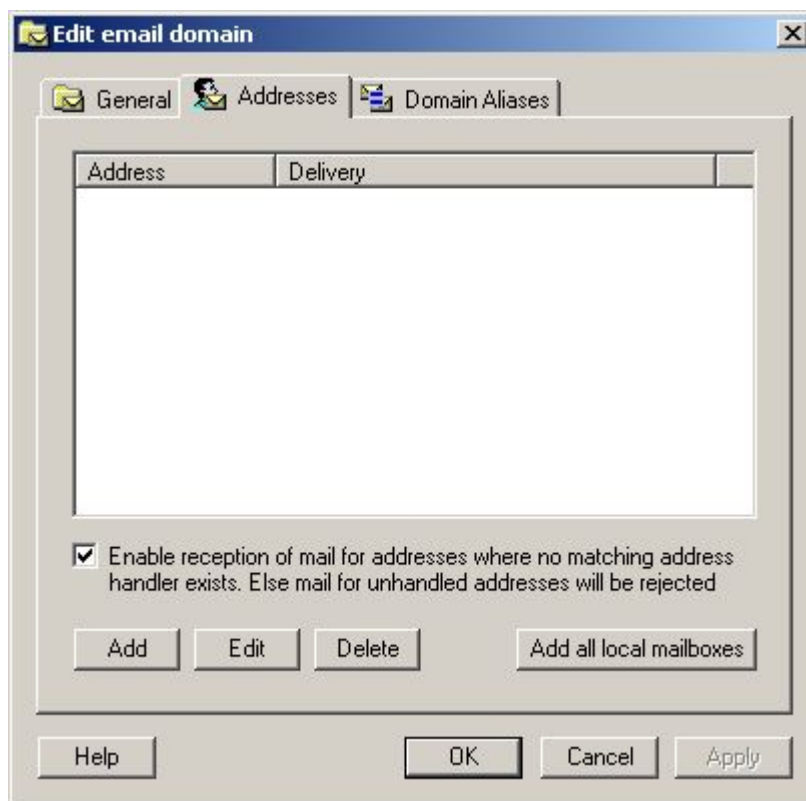 Edit email domain
General Addresses Domain Aliases
Address Delivery
Enable reception of mail for addresses where no matching address
handler exists. Else mail for unhandled addresses will be rejected
Add Edit Delete Add all local mailboxes
Help OK Cancel Apply